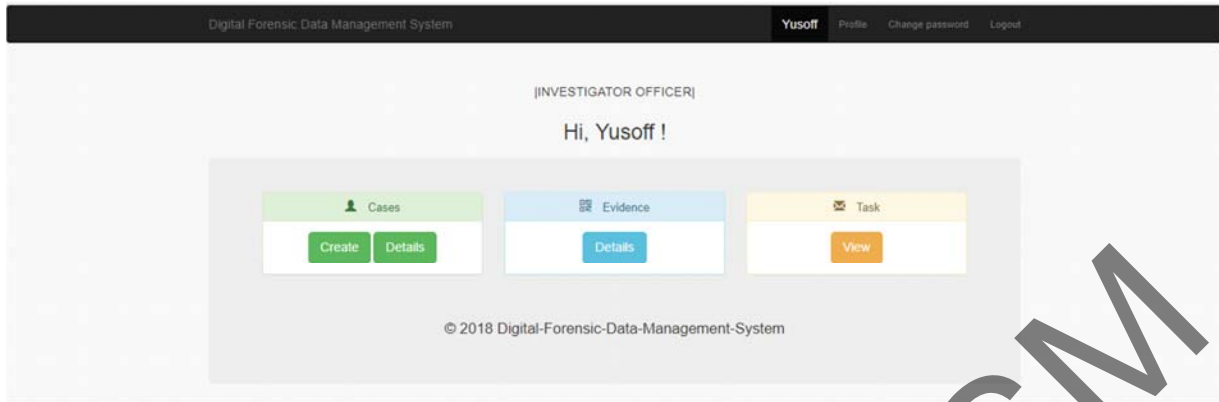 Digital Forensic Data Management System Yusoff Profile Change password Logout
|INVESTIGATOR OFFICER|
Hi, Yusoff !
Cases Evidence Task
Create Details Details View
© 2018 Digital-Forensic-Data-Management-System
CM